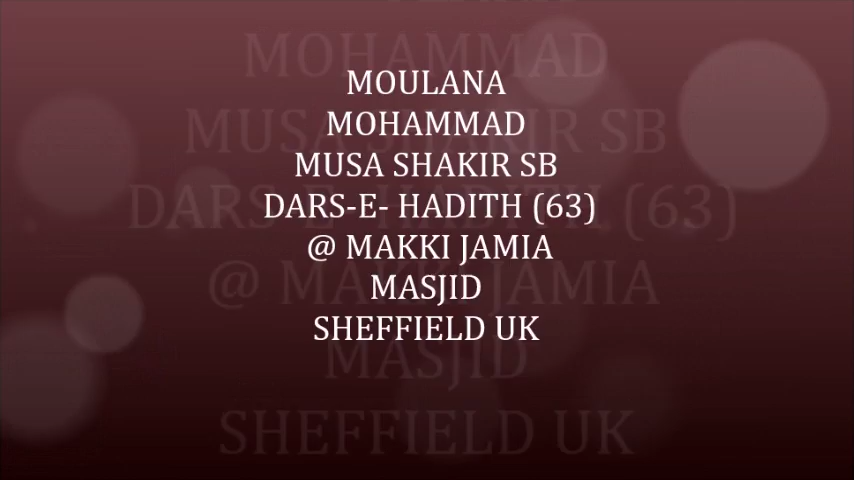 MOULANA
MOHAMMAD
MUSA SHAKIR SB
DARS-E- HADITH (63)
@ MAKKI JAMIA
MASJID
SHEFFIELD UK